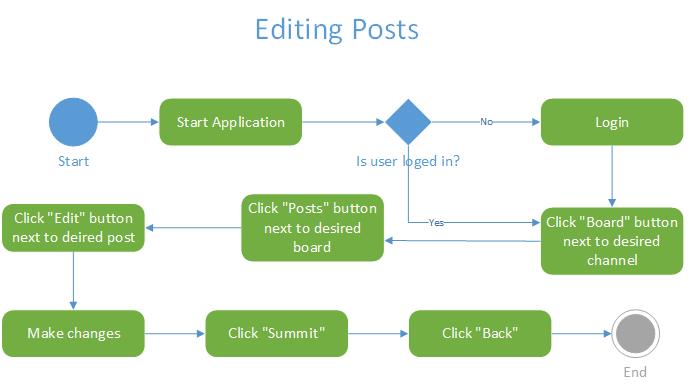 Editing Posts
Start Application
No
Login
Start
Is user loged in?
Yes
Click "Board" button
next to desired
channel
Click "Posts" button
next to desired
board
Click "Edit" button
next to deired post
Make changes
Click "Summit"
Click "Back"
End